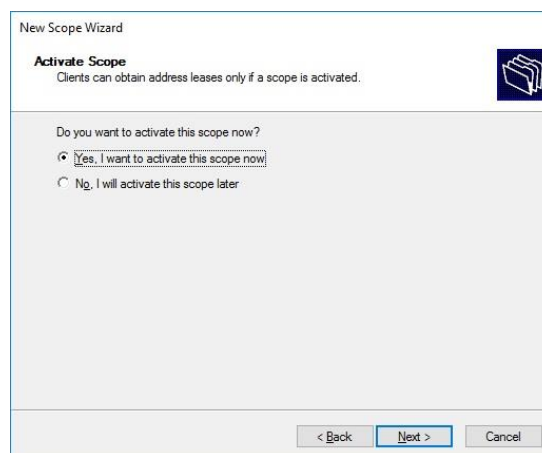 New Scope Wizard
Activate Scope
Clients can obtain address leases only if a scope is activated.
Do you want to activate this scope now?
Yes, I want to activate this scope now
No, I will activate this scope later
< Back
Next >
Cancel